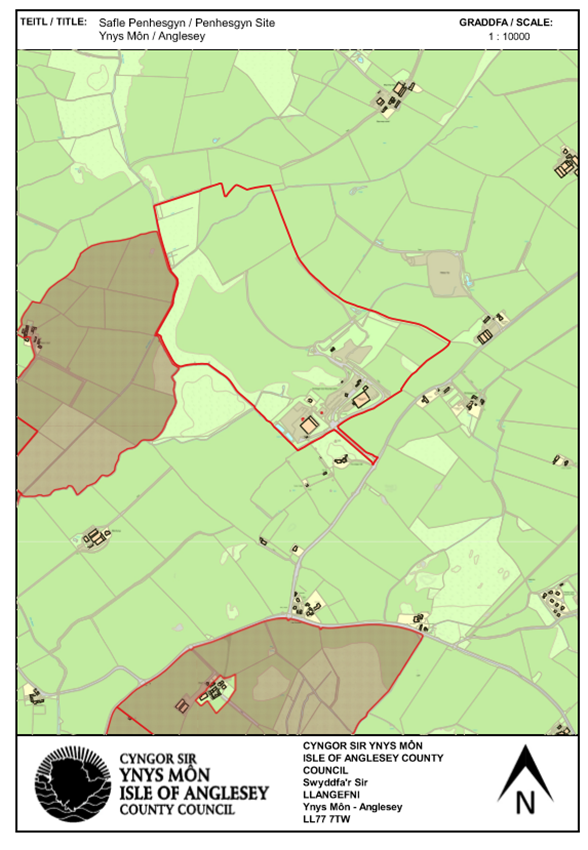 TEITL / TITLE: Safle Penhesgyn / Penhesgyn Site
Ynys Môn / Anglesey
GRADDFA / SCALE:
1 : 10000
CYNGOR SIR
YNYS MÔN
ISLE OF ANGLESEY
COUNTY COUNCIL
CYNGOR SIR YNYS MÔN
ISLE OF ANGLESEY COUNTY
COUNCIL
Swyddfa'r Sir
LLANGEFNI
Ynys Môn - Anglesey
LL77 7TW
N